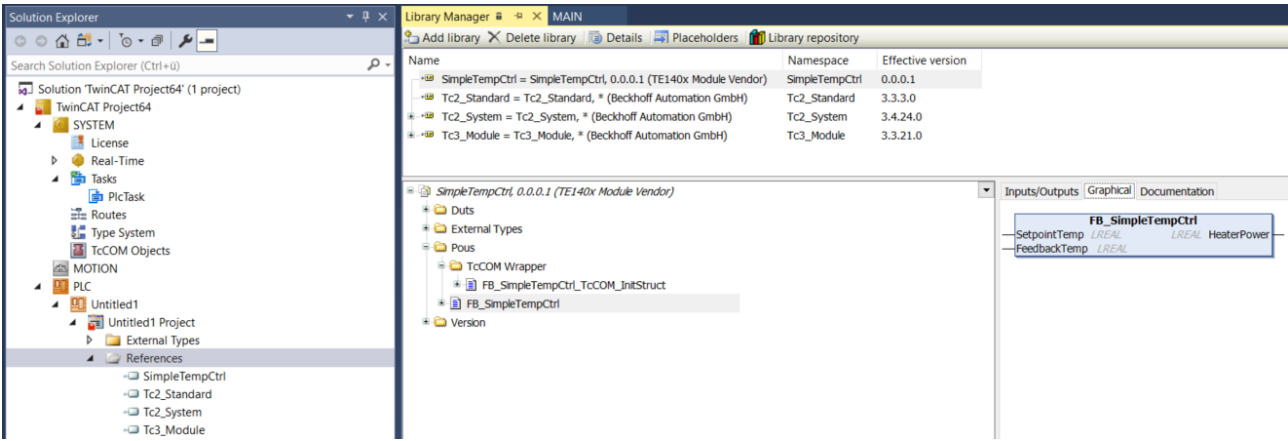 Solution Explorer
Search Solution Explorer (Ctrl+ü)
Solution 'TwinCAT Project64' (1 project)
TwinCAT Project64
SYSTEM
License
Real-Time
Tasks
PlcTask
Routes
Type System
TcCOM Objects
MOTION
PLC
Untitled1
Untitled1 Project
External Types
References
SimpleTempCtrl
Tc2_Standard
Tc2_System
Tc3_Module
Library Manager MAIN
Add library Delete library Details Placeholders Library repository
Name Namespace Effective version
SimpleTempCtrl = SimpleTempCtrl, 0.0.0.1 (TE140x Module Vendor) SimpleTempCtrl 0.0.0.1
Tc2_Standard = Tc2_Standard, * (Beckhoff Automation GmbH) Tc2_Standard 3.3.3.0
Tc2_System = Tc2_System, * (Beckhoff Automation GmbH) Tc2_System 3.4.24.0
Tc3_Module = Tc3_Module, * (Beckhoff Automation GmbH) Tc3_Module 3.3.21.0
SimpleTempCtrl, 0.0.0.1 (TE140x Module Vendor)
Duts
External Types
Pous
TcCOM Wrapper
FB_SimpleTempCtrl_TcCOM_InitStruct
FB_SimpleTempCtrl
Version
Inputs/Outputs Graphical Documentation
FB_SimpleTempCtrl
SetpointTemp LREAL LREAL HeaterPower
FeedbackTemp LREAL